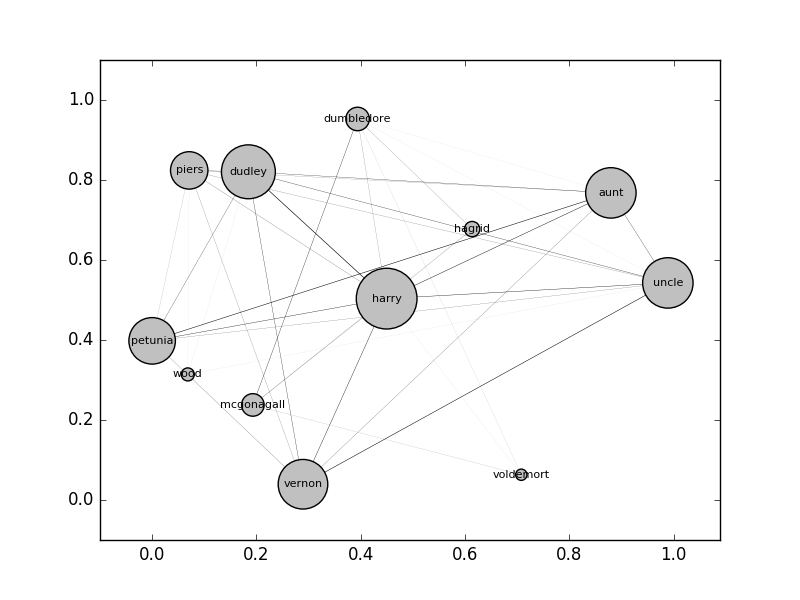 1.0
dumbledore
piers
dudley
0.8
aunt
hagrid
0.6
uncle
harry
0.4
petunia
wood
mcgonagall
0.2
voldemort
vernon
0.0
0.0 0.2 0.4 0.6 0.8 1.0